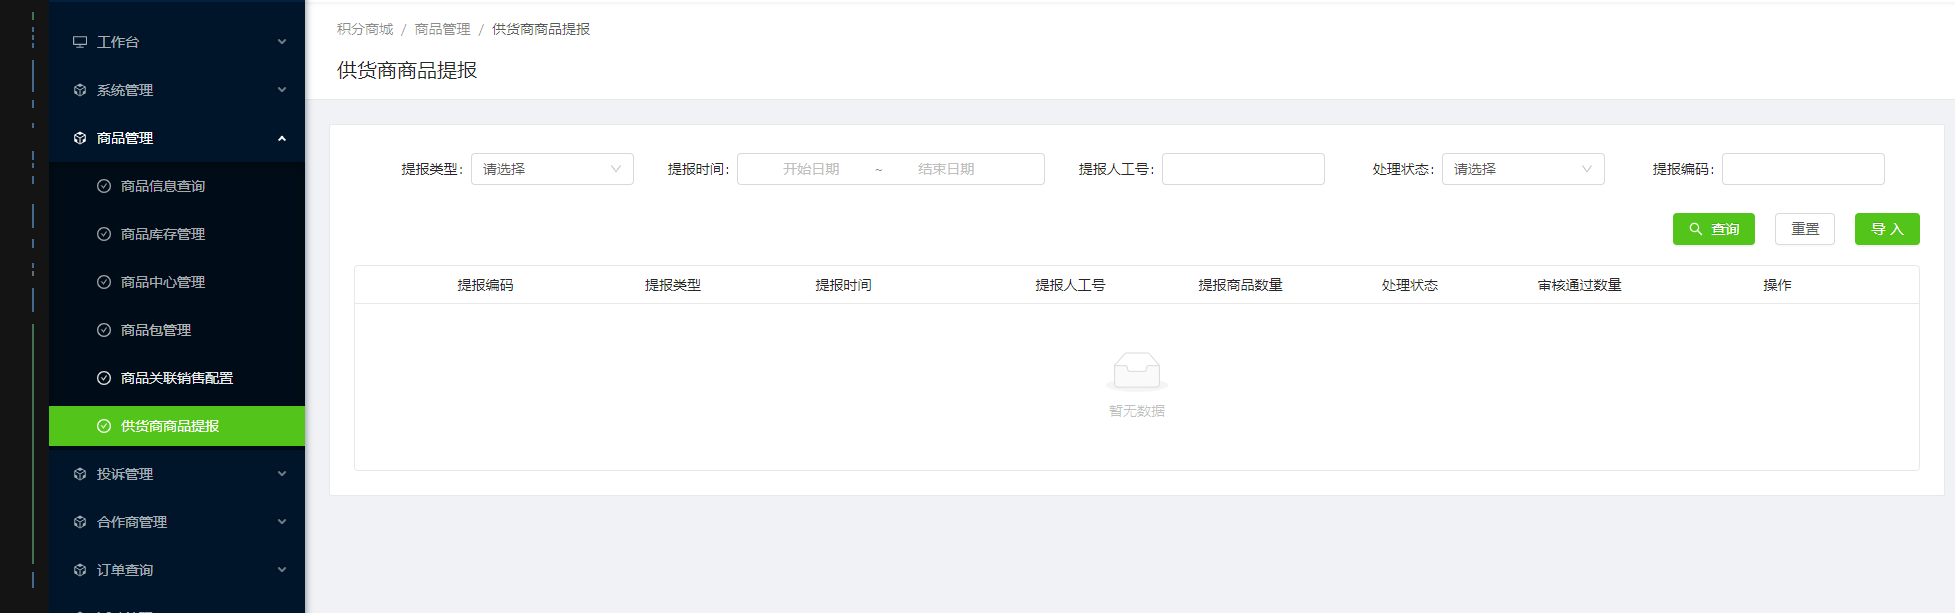 工作台
系统管理
商品管理
商品信息查询
商品库存管理
商品中心管理
商品包管理
商品关联销售配置
供货商商品提报
投诉管理
合作商管理
订单查询
积分商城 / 商品管理 / 供货商商品提报
供货商商品提报
提报类型: 请选择 提报时间: 开始日期 ~ 结束日期 提报人工号: 处理状态: 请选择 提报编码:
查询 重置 导 入
提报编码 提报类型 提报时间 提报人工号 提报商品数量 处理状态 审核通过数量 操作
暂无数据